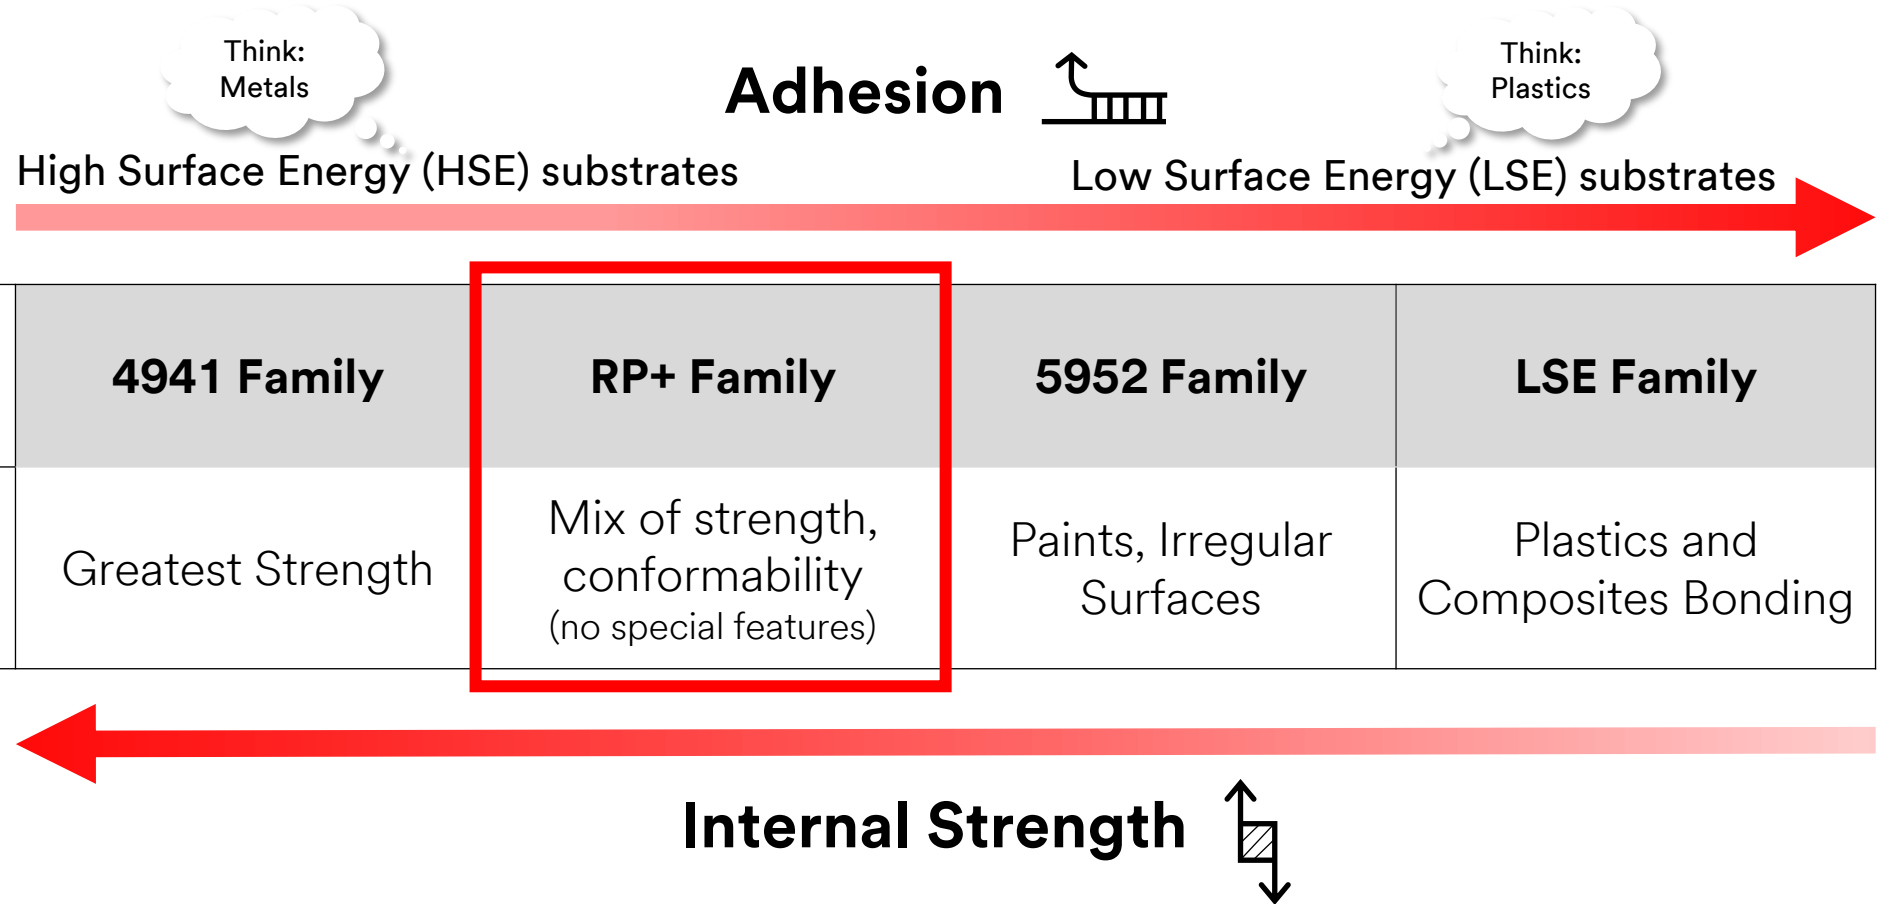 Think:
Metals
Adhesion
Think:
Plastics
High Surface Energy (HSE) substrates
Low Surface Energy (LSE) substrates
4941 Family
RP+ Family
5952 Family
LSE Family
Greatest Strength
Mix of strength,
conformability
(no special features)
Paints, Irregular
Surfaces
Plastics and
Composites Bonding
Internal Strength